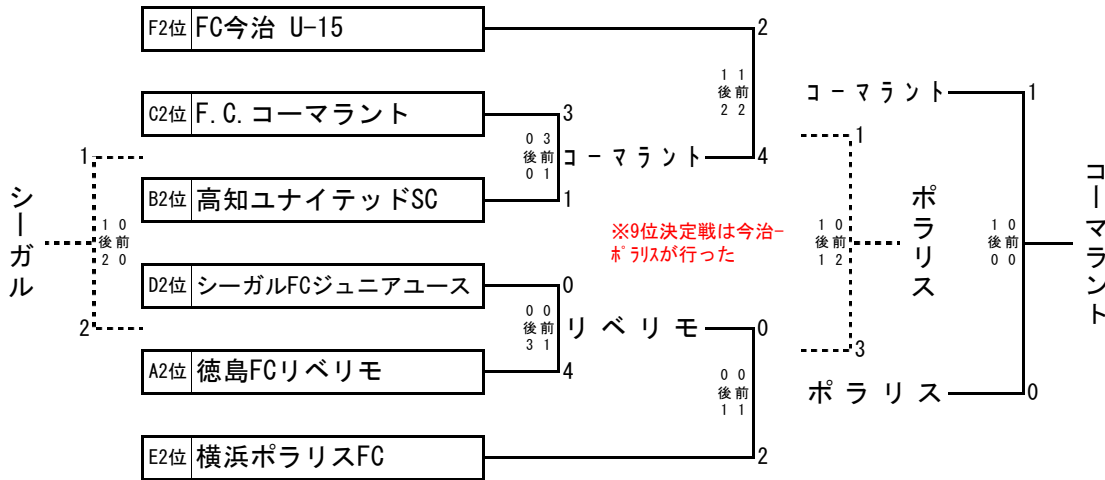 F2位 FC今治 U-15
2
1 1
後 前
2 2
C2位 F.C.コーマラント
3
0 3
後 前
0 1
コーマラント
4
B2位 高知ユナイテッドSC
1
D2位 シーガルFCジュニアユース
0
0 0
後 前
3 1
リベリモ
0
A2位 徳島FCリベリモ
4
0 0
後 前
1 1
E2位 横浜ポラリスFC
2
シーガル
1
1 0
後 前
2 0
2
※9位決定戦は今治-
ポラリスが行った
1
1 0
後 前
1 2
3
ポラリス
コーマラント
1
1 0
後 前
0 0
ポラリス
0
コーマラント